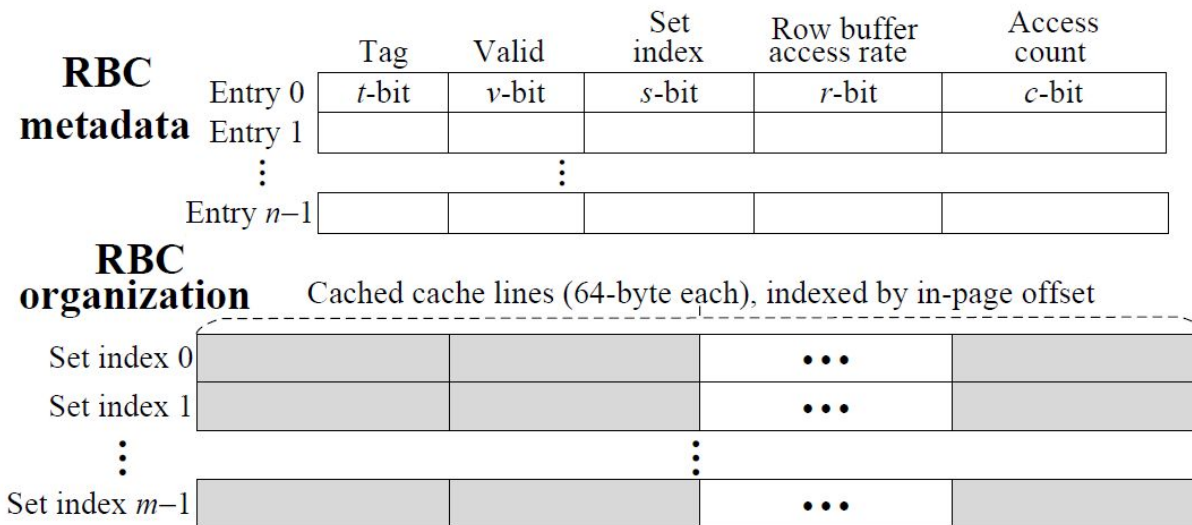 RBC
metadata
Tag Valid Set index Row buffer access rate Access count
Entry 0 t-bit v-bit s-bit r-bit c-bit
Entry 1
Entry n–1
RBC
organization
Cached cache lines (64-byte each), indexed by in-page offset
Set index 0
Set index 1
Set index m–1